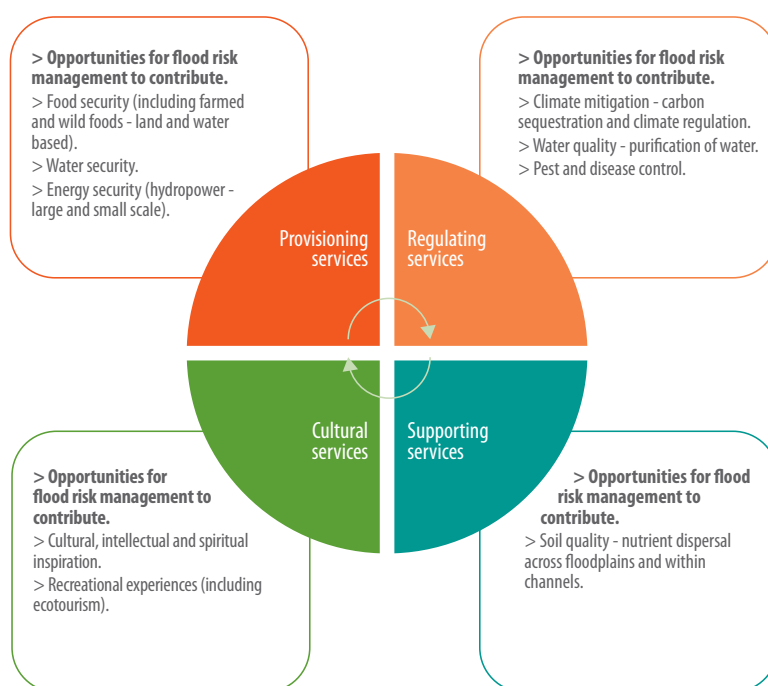 > Opportunities for flood risk
management to contribute.
> Food security (including farmed
and wild foods - land and water
based).
> Water security.
> Energy security (hydropower -
large and small scale).
> Opportunities for flood risk
management to contribute.
> Climate mitigation - carbon
sequestration and climate regulation.
> Water quality - purification of water.
> Pest and disease control.
Provisioning
services
Regulating
services
Cultural
services
Supporting
services
> Opportunities for
flood risk management to
contribute.
> Cultural, intellectual and spiritual
inspiration.
> Recreational experiences (including
ecotourism).
> Opportunities for flood
risk management to
contribute.
> Soil quality - nutrient dispersal
across floodplains and within
channels.